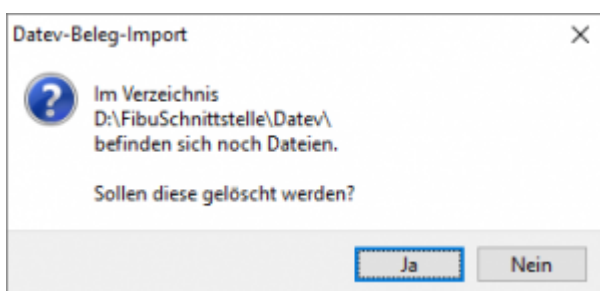 Datev-Beleg-Import
Im Verzeichnis
D:\FibuSchnittstelle\Datev\
befinden sich noch Dateien.
Sollen diese gelöscht werden?
Ja
Nein